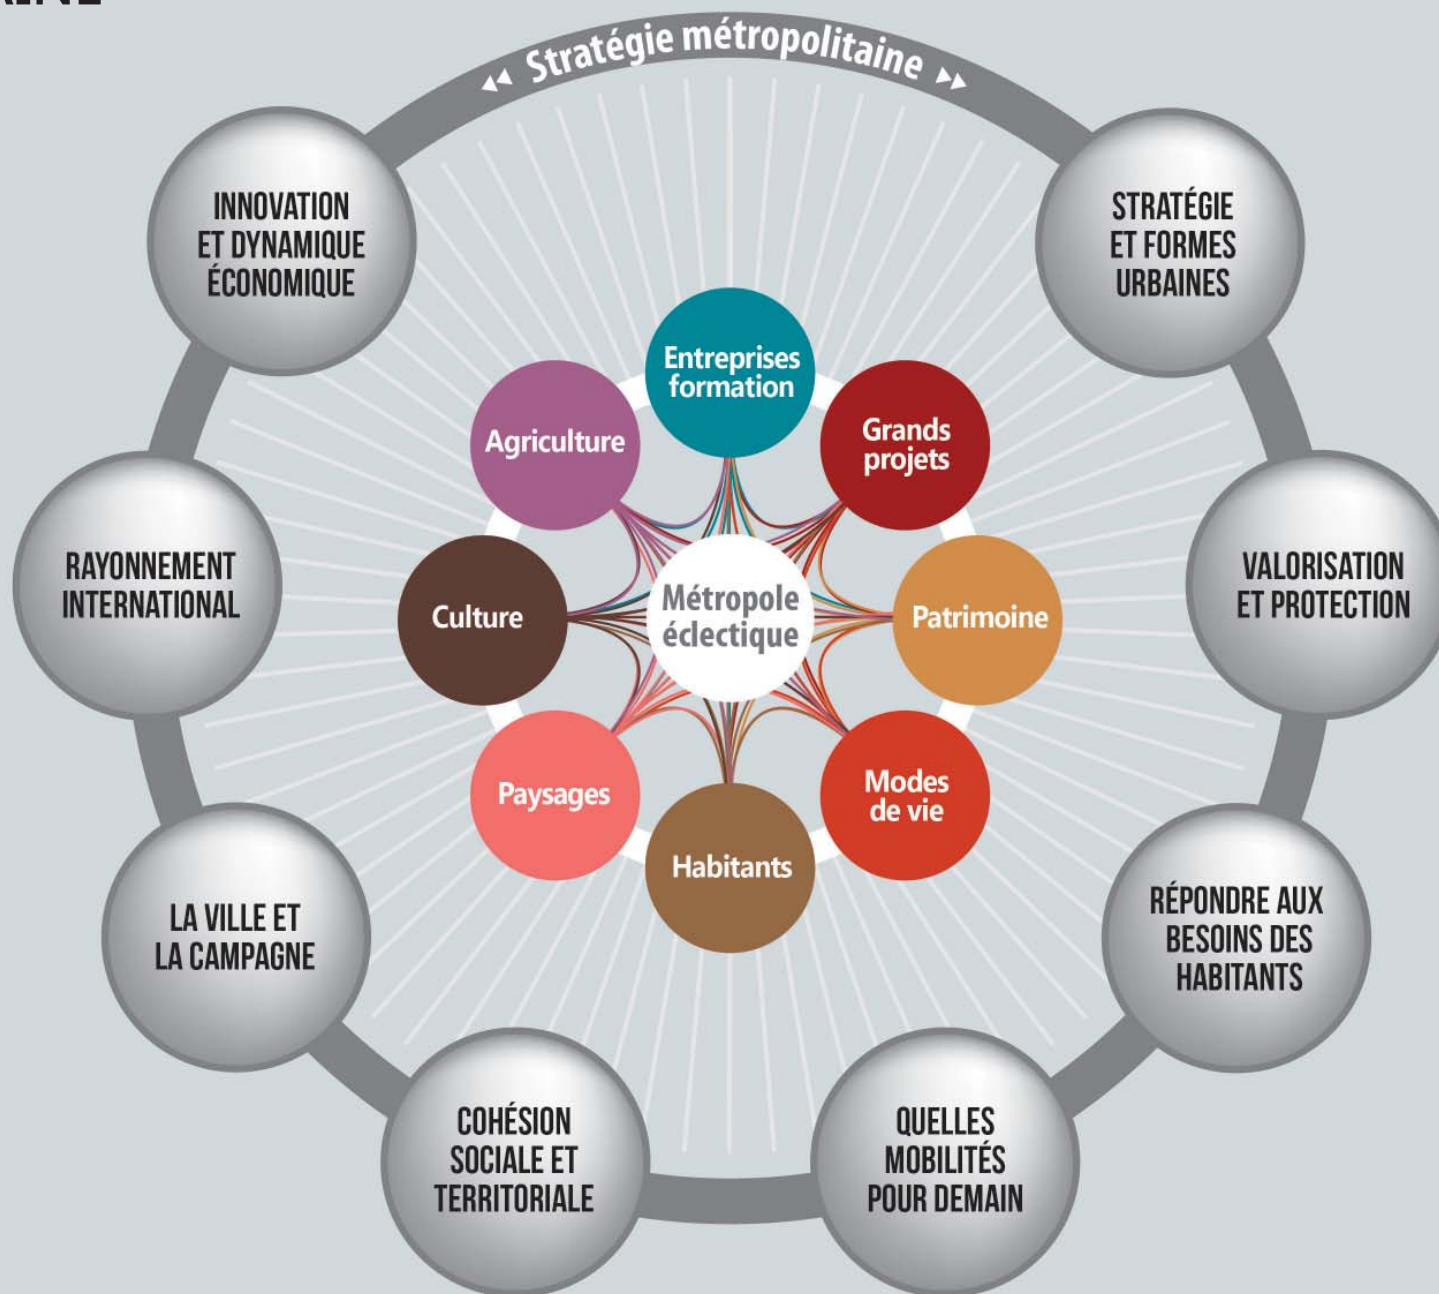 Stratégie métropolitaine
INNOVATION
ET DYNAMIQUE
ÉCONOMIQUE
STRATÉGIE
ET FORMES
URBAINES
Entreprises
formation
Agriculture
Grands
projets
RAYONNEMENT
INTERNATIONAL
Culture
Métropole
éclectique
Patrimoine
VALORISATION
ET PROTECTION
Paysages
Modes
de vie
Habitants
LA VILLE ET
LA CAMPAGNE
RÉPONDRE AUX
BESOINS DES
HABITANTS
COHÉSION
SOCIALE ET
TERRITORIALE
QUELLES
MOBILITÉS
POUR DEMAIN